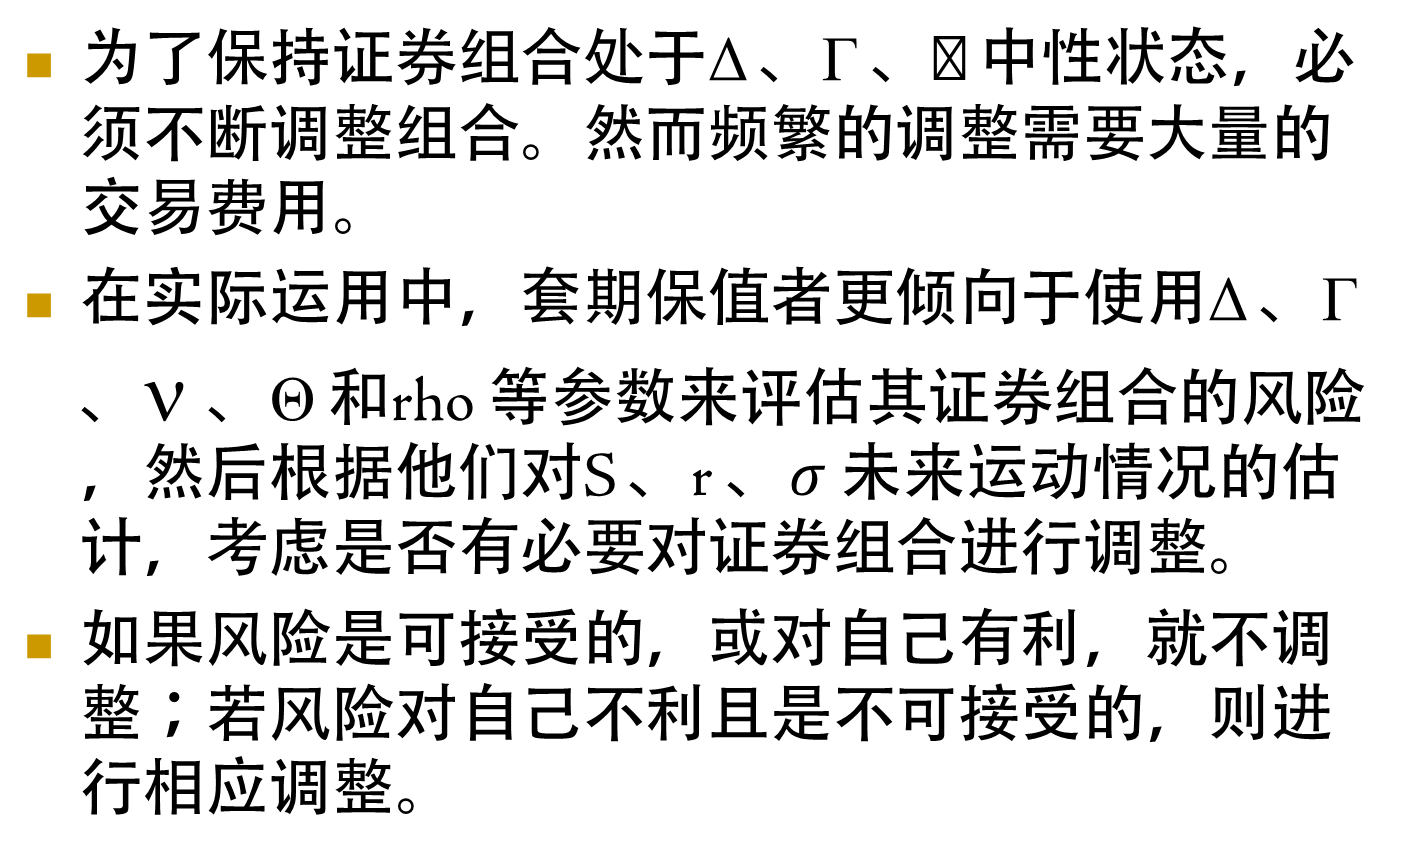 为了保持证券组合处于Δ、Γ、 中性状态，必
须不断调整组合。然而频繁的调整需要大量的
交易费用。
在实际运用中，套期保值者更倾向于使用Δ、Γ
、ν、Θ和rho等参数来评估其证券组合的风险
，然后根据他们对S、r、σ未来运动情况的估
计，考虑是否有必要对证券组合进行调整。
如果风险是可接受的，或对自己有利，就不调
整；若风险对自己不利且是不可接受的，则进
行相应调整。